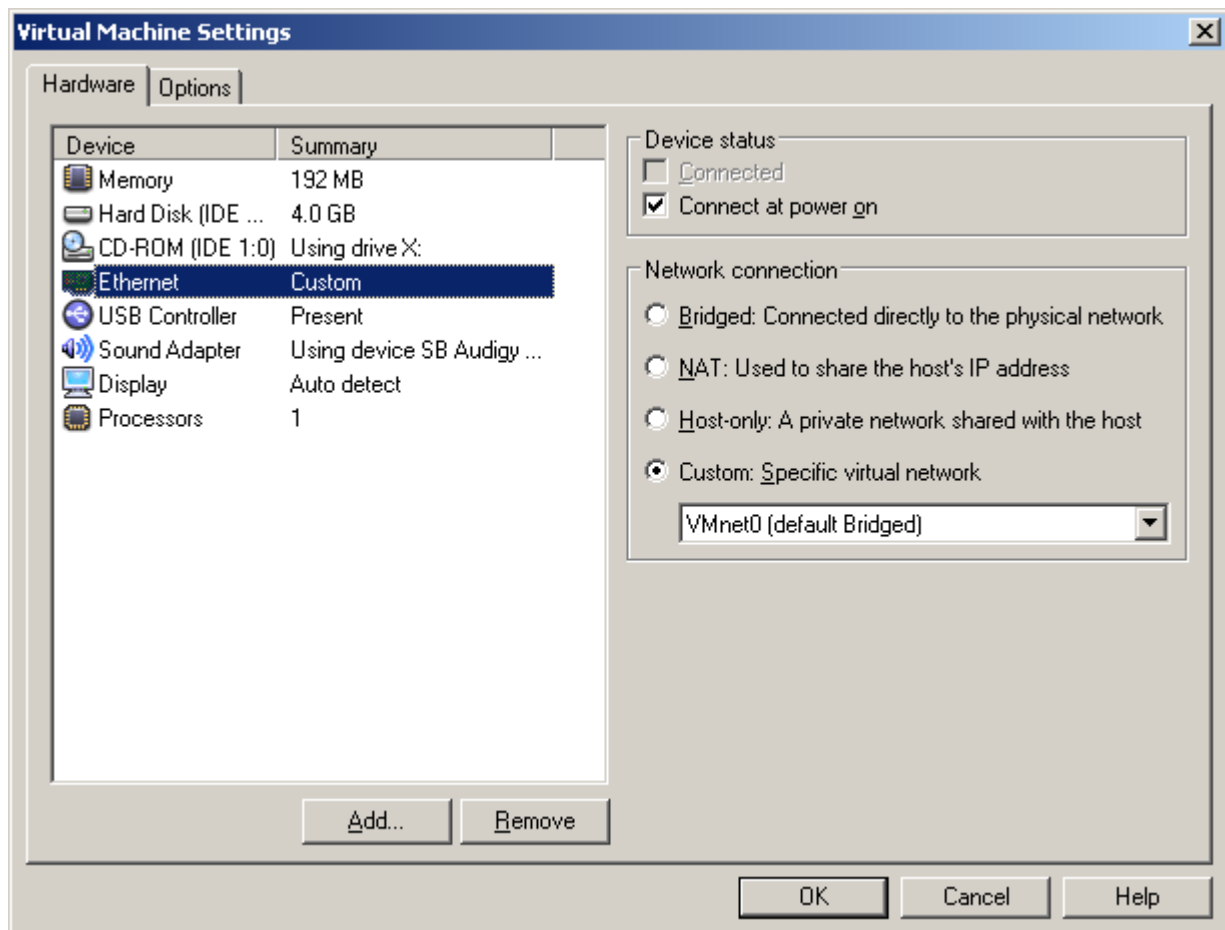 Virtual Machine Settings
Hardware
Options
Device Summary
Memory 192 MB
Hard Disk (IDE ... 4.0 GB
CD-ROM (IDE 1:0) Using drive X:
Ethernet Custom
USB Controller Present
Sound Adapter Using device SB Audigy ...
Display Auto detect
Processors 1
Add... Remove
Device status
Connected
Connect at power on
Network connection
Bridged: Connected directly to the physical network
NAT: Used to share the host's IP address
Host-only: A private network shared with the host
Custom: Specific virtual network
VMnet0 (default Bridged)
OK Cancel Help